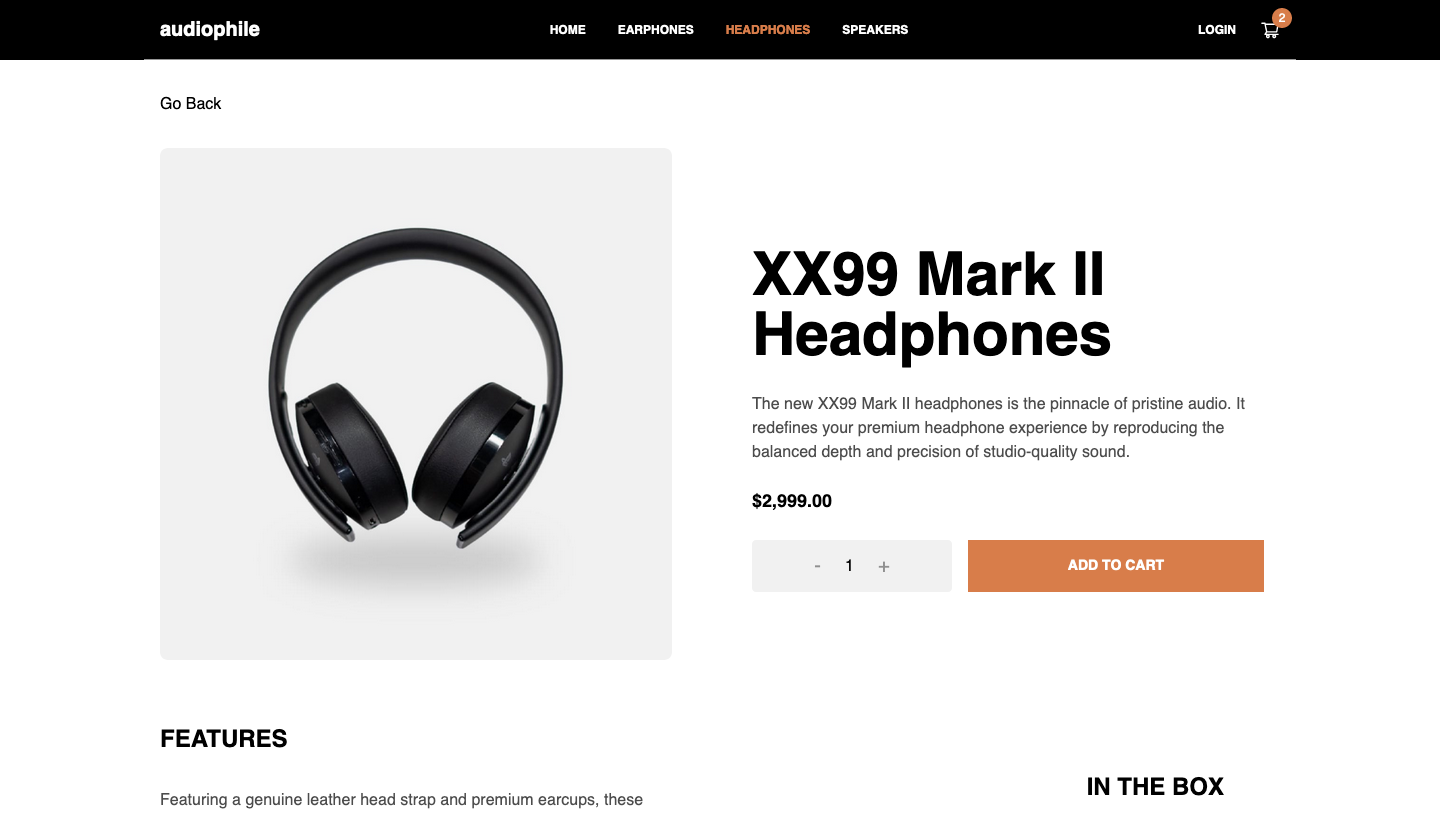 audiophile
HOME
EARPHONES
HEADPHONES
SPEAKERS
LOGIN
2
Go Back
XX99 Mark II
Headphones
The new XX99 Mark II headphones is the pinnacle of pristine audio. It
redefines your premium headphone experience by reproducing the
balanced depth and precision of studio-quality sound.
$2,999.00
- 1 +
ADD TO CART
FEATURES
Featuring a genuine leather head strap and premium earcups, these
IN THE BOX